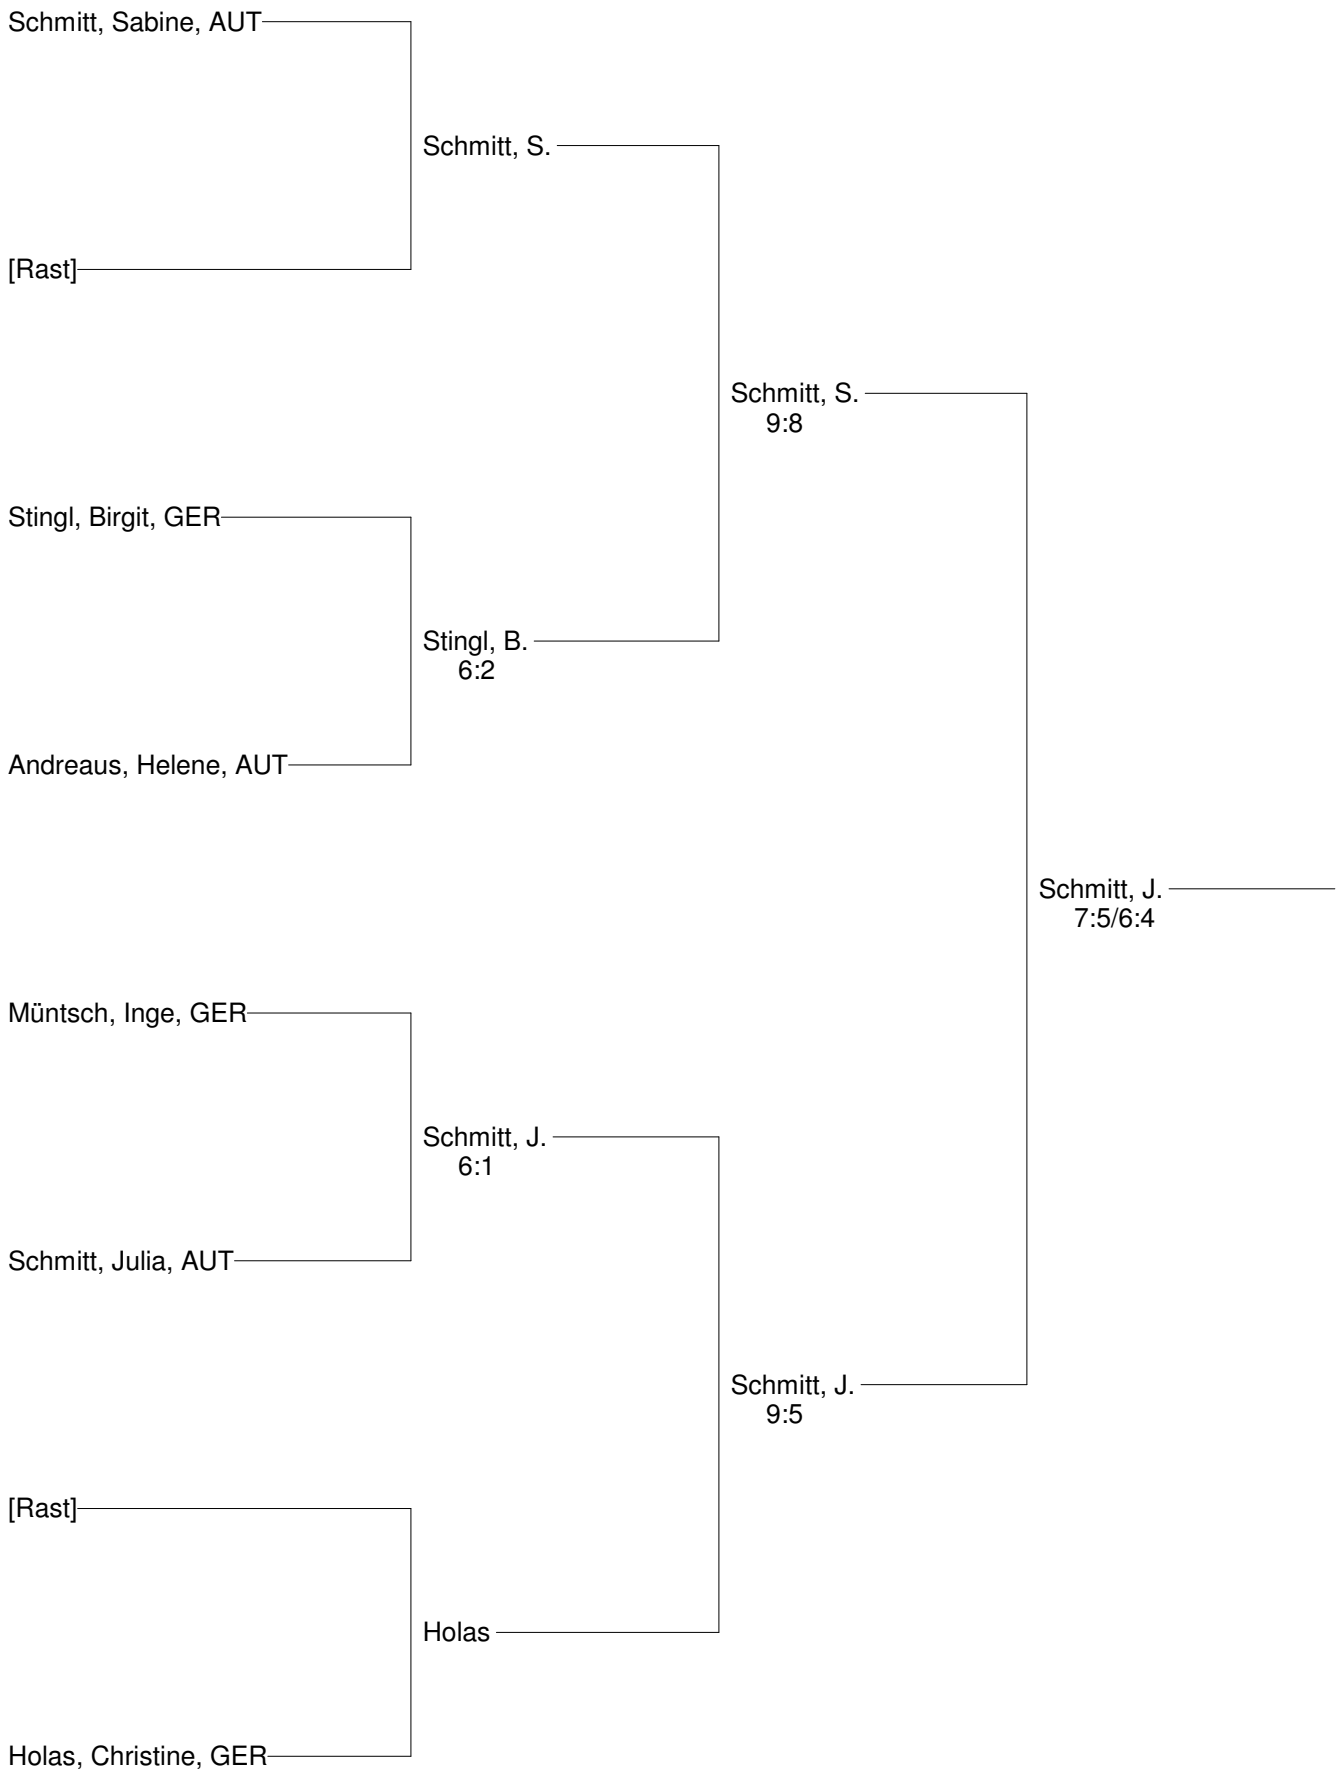 Schmitt, Sabine, AUT
Schmitt, S.
[Rast]
Schmitt, S.
9:8
Stingl, Birgit, GER
Stingl, B.
6:2
Andreaus, Helene, AUT
Schmitt, J.
7:5/6:4
Müntsch, Inge, GER
Schmitt, J.
6:1
Schmitt, Julia, AUT
Schmitt, J.
9:5
[Rast]
Holas
Holas, Christine, GER